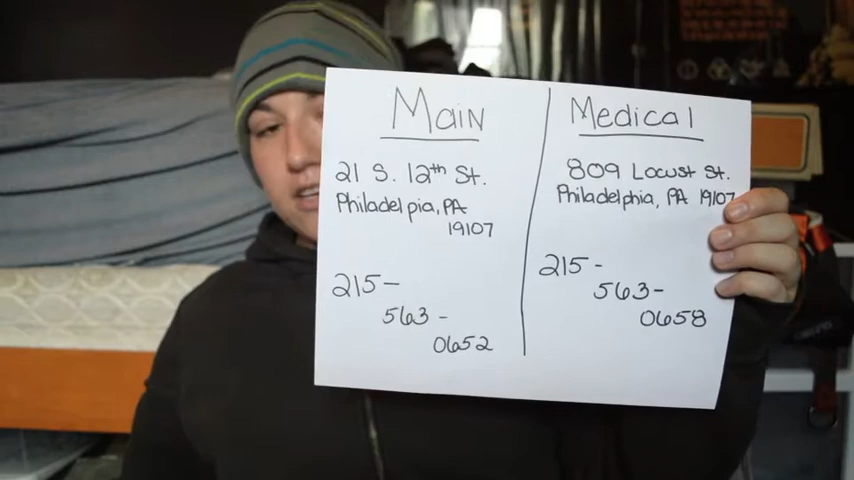 Main
21 S. 12th St.
Philadelpia, PA
19107
215-
563-
0652
Medical
809 Locust St.
Philadelphia, PA 19107
215-
563-
0658